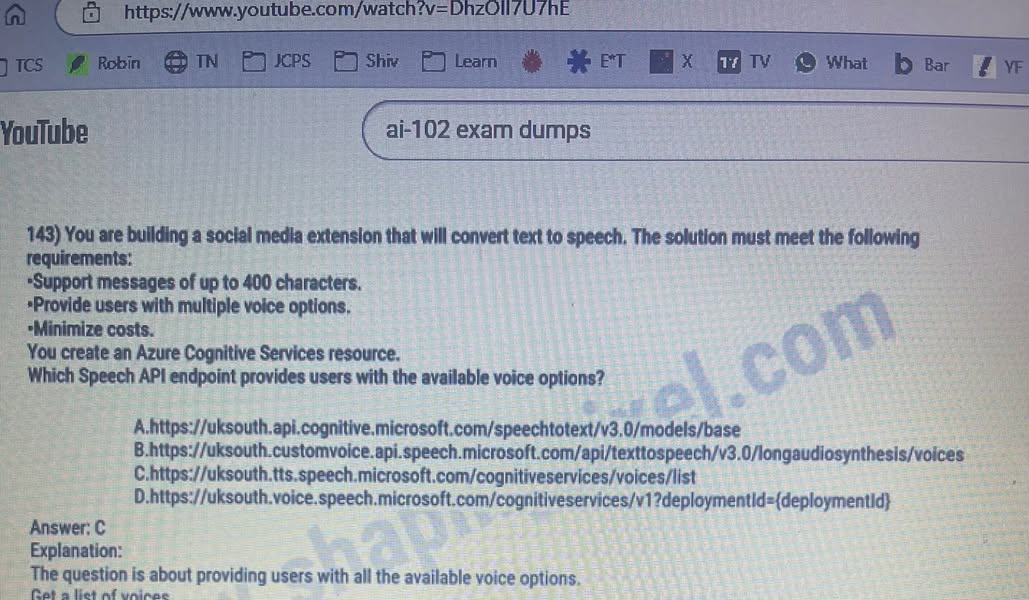 https://www.youtube.com/watch?v=DhzOlI7U7hE
TCS Robin TN JCPS Shiv Learn E*T X TV What Bar YF
YouTube
ai-102 exam dumps
143) You are building a social media extension that will convert text to speech. The solution must meet the following
requirements:
•Support messages of up to 400 characters.
•Provide users with multiple voice options.
•Minimize costs.
You create an Azure Cognitive Services resource.
Which Speech API endpoint provides users with the available voice options?
A.https://uksouth.api.cognitive.microsoft.com/speechtotext/v3.0/models/base
B.https://uksouth.customvoice.api.speech.microsoft.com/api/texttospeech/v3.0/longaudiosynthesis/voices
C.https://uksouth.tts.speech.microsoft.com/cognitiveservices/voices/list
D.https://uksouth.voice.speech.microsoft.com/cognitiveservices/v1?deploymentId={deploymentId}
Answer: C
Explanation:
The question is about providing users with all the available voice options.
Get a list of voices